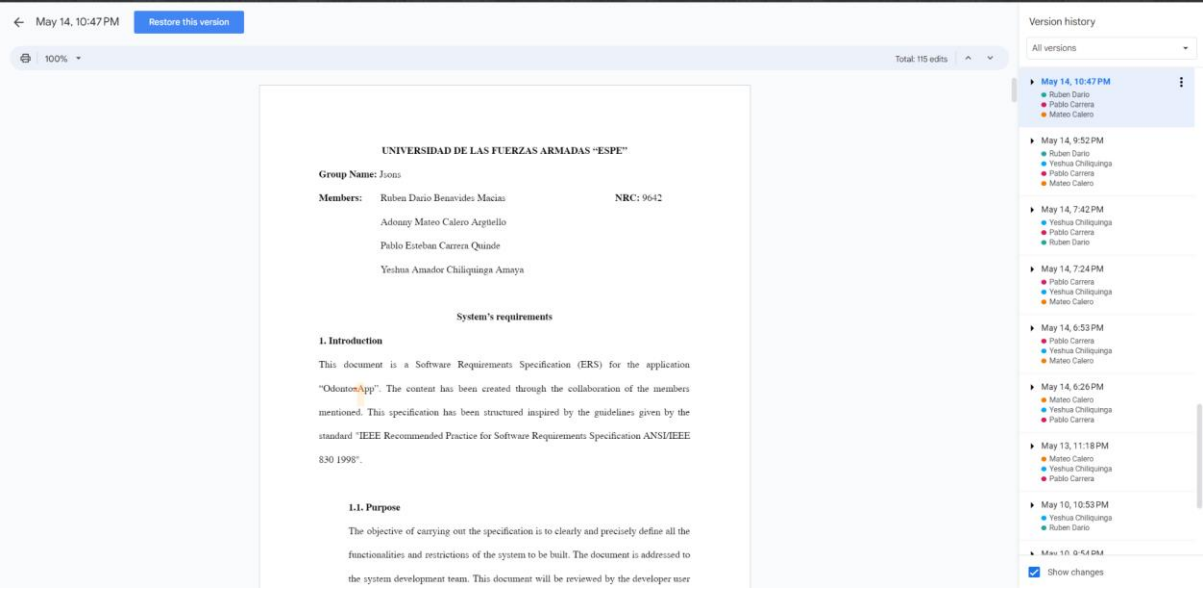 May 14, 10:47 PM
Restore this version
100%
Total: 115 edits
UNIVERSIDAD DE LAS FUERZAS ARMADAS “ESPE”
Group Name: Jsons
Members: Ruben Dario Benavides Macias NRC: 9642
Adonny Mateo Calero Argüello
Pablo Esteban Carrera Quinde
Yeshua Amador Chiliquinga Amaya
System's requirements
1. Introduction
This document is a Software Requirements Specification (ERS) for the application
“OdontosApp”. The content has been created through the collaboration of the members
mentioned. This specification has been structured inspired by the guidelines given by the
standard "IEEE Recommended Practice for Software Requirements Specification ANSI/IEEE
830 1998".
1.1. Purpose
The objective of carrying out the specification is to clearly and precisely define all the
functionalities and restrictions of the system to be built. The document is addressed to
the system development team. This document will be reviewed by the developer user
Version history
All versions
May 14, 10:47 PM
Ruben Dario
Pablo Carrera
Mateo Calero
May 14, 9:52 PM
Ruben Dario
Yeshua Chiliquinga
Pablo Carrera
Mateo Calero
May 14, 7:42 PM
Yeshua Chiliquinga
Pablo Carrera
Ruben Dario
May 14, 7:24 PM
Pablo Carrera
Yeshua Chiliquinga
Mateo Calero
May 14, 6:53 PM
Pablo Carrera
Yeshua Chiliquinga
Mateo Calero
May 14, 6:26 PM
Mateo Calero
Yeshua Chiliquinga
Pablo Carrera
May 13, 11:18 PM
Mateo Calero
Yeshua Chiliquinga
Pablo Carrera
May 10, 10:53 PM
Yeshua Chiliquinga
Ruben Dario
May 10, 9:54 PM
Show changes